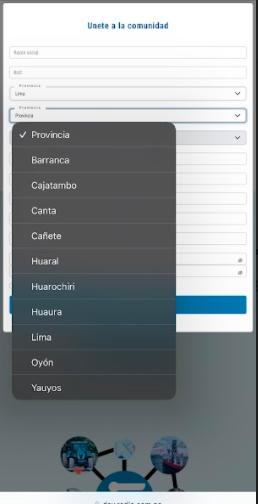 Unete a la comunidad
Razón social
RUC
Provincia
Lima
Provincia
Provincia
✓ Provincia
Barranca
Cajatambo
Canta
Cañete
Huaral
Huarochiri
Huaura
Lima
Oyón
Yauyos